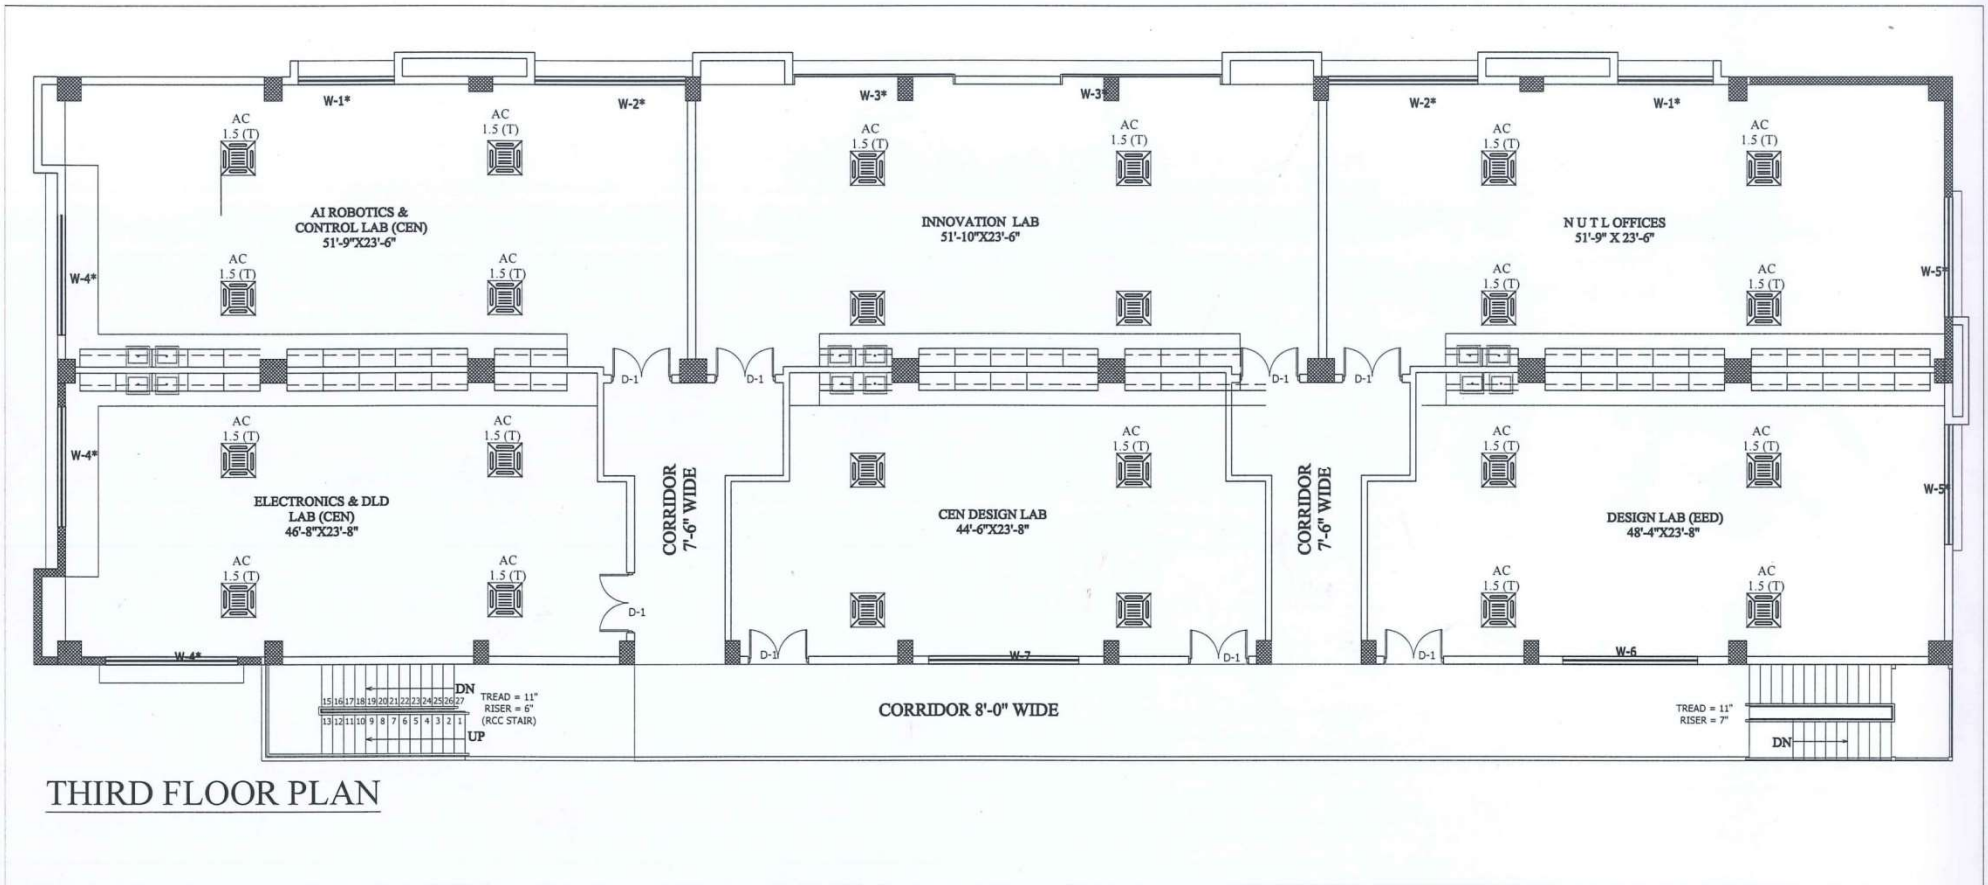 W-1*
W-2*
W-3*
W-3*
W-2*
W-1*
AC
1.5 (T)
AC
1.5 (T)
AC
1.5 (T)
AC
1.5 (T)
AC
1.5 (T)
AC
1.5 (T)
AI ROBOTICS &
CONTROL LAB (CEN)
51'-9"X23'-6"
INNOVATION LAB
51'-10"X23'-6"
N U T L OFFICES
51'-9" X 23'-6"
W-4*
AC
1.5 (T)
AC
1.5 (T)
AC
1.5 (T)
AC
1.5 (T)
W-5*
D-1
D-1
D-1
D-1
W-4*
AC
1.5 (T)
AC
1.5 (T)
AC
1.5 (T)
AC
1.5 (T)
AC
1.5 (T)
W-5*
ELECTRONICS & DLD
LAB (CEN)
46'-8"X23'-8"
CORRIDOR
7'-6" WIDE
CEN DESIGN LAB
44'-6"X23'-8"
CORRIDOR
7'-6" WIDE
DESIGN LAB (EED)
48'-4"X23'-8"
AC
1.5 (T)
AC
1.5 (T)
AC
1.5 (T)
AC
1.5 (T)
D-1
W-4*
D-1
W-7
D-1
D-1
W-6
DN
15 16 17 18 19 20 21 22 23 24 25 26 27
13 12 11 10 9 8 7 6 5 4 3 2 1
UP
TREAD = 11"
RISER = 6"
(RCC STAIR)
CORRIDOR 8'-0" WIDE
TREAD = 11"
RISER = 7"
DN
THIRD FLOOR PLAN